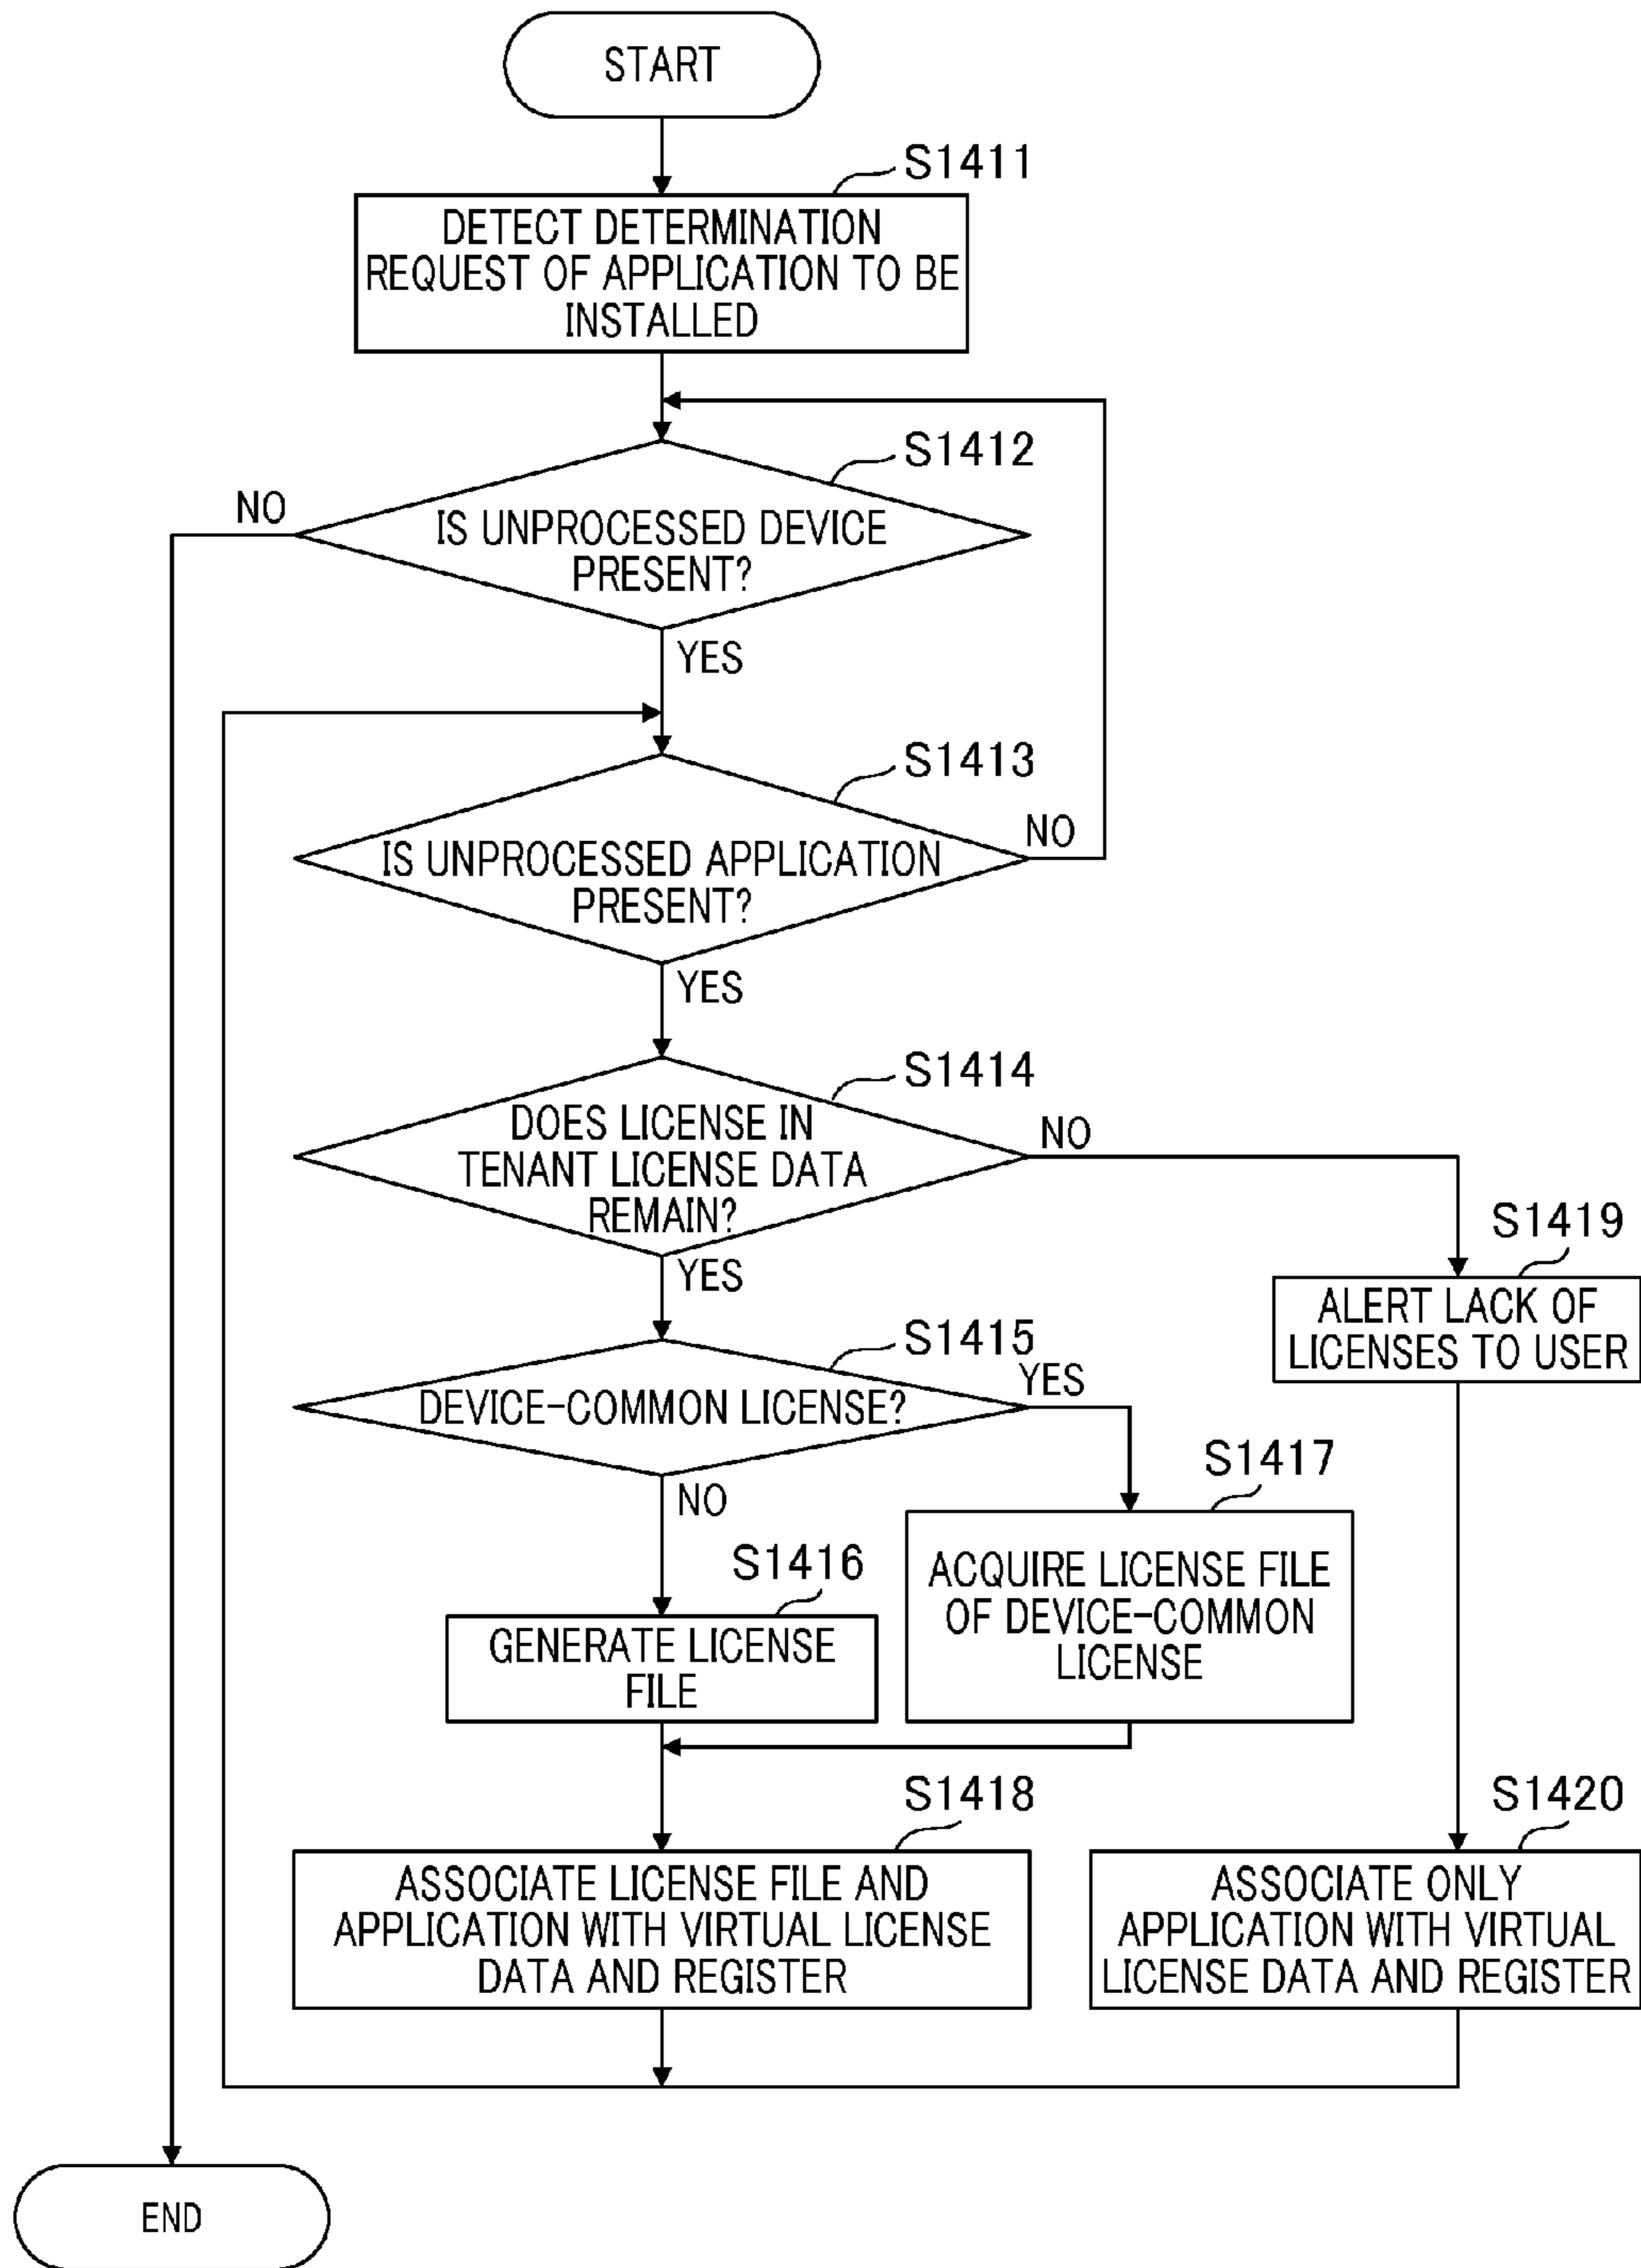 START
S1411
DETECT DETERMINATION
REQUEST OF APPLICATION TO BE
INSTALLED
S1412
NO
IS UNPROCESSED DEVICE
PRESENT?
YES
S1413
NO
IS UNPROCESSED APPLICATION
PRESENT?
YES
S1414
NO
DOES LICENSE IN
TENANT LICENSE DATA
REMAIN?
YES
S1419
ALERT LACK OF
LICENSES TO USER
S1415
YES
DEVICE-COMMON LICENSE?
NO
S1417
ACQUIRE LICENSE FILE
OF DEVICE-COMMON
LICENSE
S1416
GENERATE LICENSE
FILE
S1418
ASSOCIATE LICENSE FILE AND
APPLICATION WITH VIRTUAL LICENSE
DATA AND REGISTER
S1420
ASSOCIATE ONLY
APPLICATION WITH VIRTUAL
LICENSE DATA AND REGISTER
END